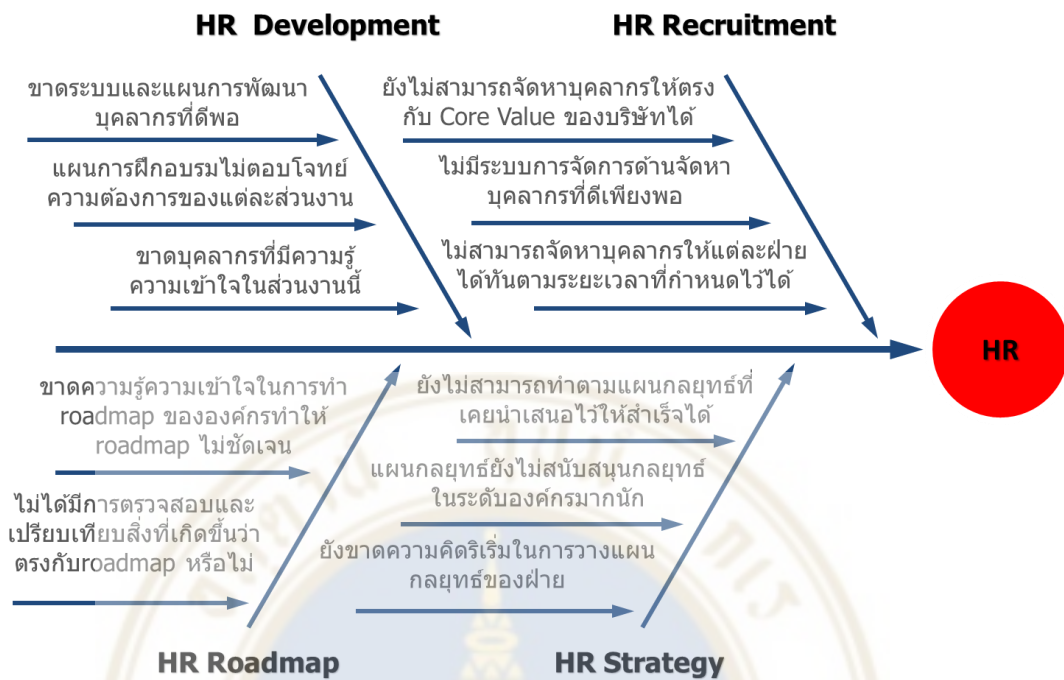 HR Development
HR Recruitment
ขาดระบบและแผนการพัฒนา
บุคลากรที่ดีพอ
แผนการฝึกอบรมไม่ตอบโจทย์
ความต้องการของแต่ละส่วนงาน
ขาดบุคลากรที่มีความรู้
ความเข้าใจในส่วนงานนี้
ยังไม่สามารถจัดหาบุคลากรให้ตรง
กับ Core Value ของบริษัทได้
ไม่มีระบบการจัดการด้านจัดหา
บุคลากรที่ดีเพียงพอ
ไม่สามารถจัดหาบุคลากรให้แต่ละฝ่าย
ได้ทันตามระยะเวลาที่กำหนดไว้ได้
HR
ขาดความรู้ความเข้าใจในการทำ
roadmap ขององค์กรทำให้
roadmap ไม่ชัดเจน
ไม่ได้มีการตรวจสอบและ
เปรียบเทียบสิ่งที่เกิดขึ้นว่า
ตรงกับroadmap หรือไม่
ยังไม่สามารถทำตามแผนกลยุทธ์ที่
เคยนำเสนอไว้ให้สำเร็จได้
แผนกลยุทธ์ยังไม่สนับสนุนกลยุทธ์
ในระดับองค์กรมากนัก
ยังขาดความคิดริเริ่มในการวางแผน
กลยุทธ์ของฝ่าย
HR Roadmap
HR Strategy